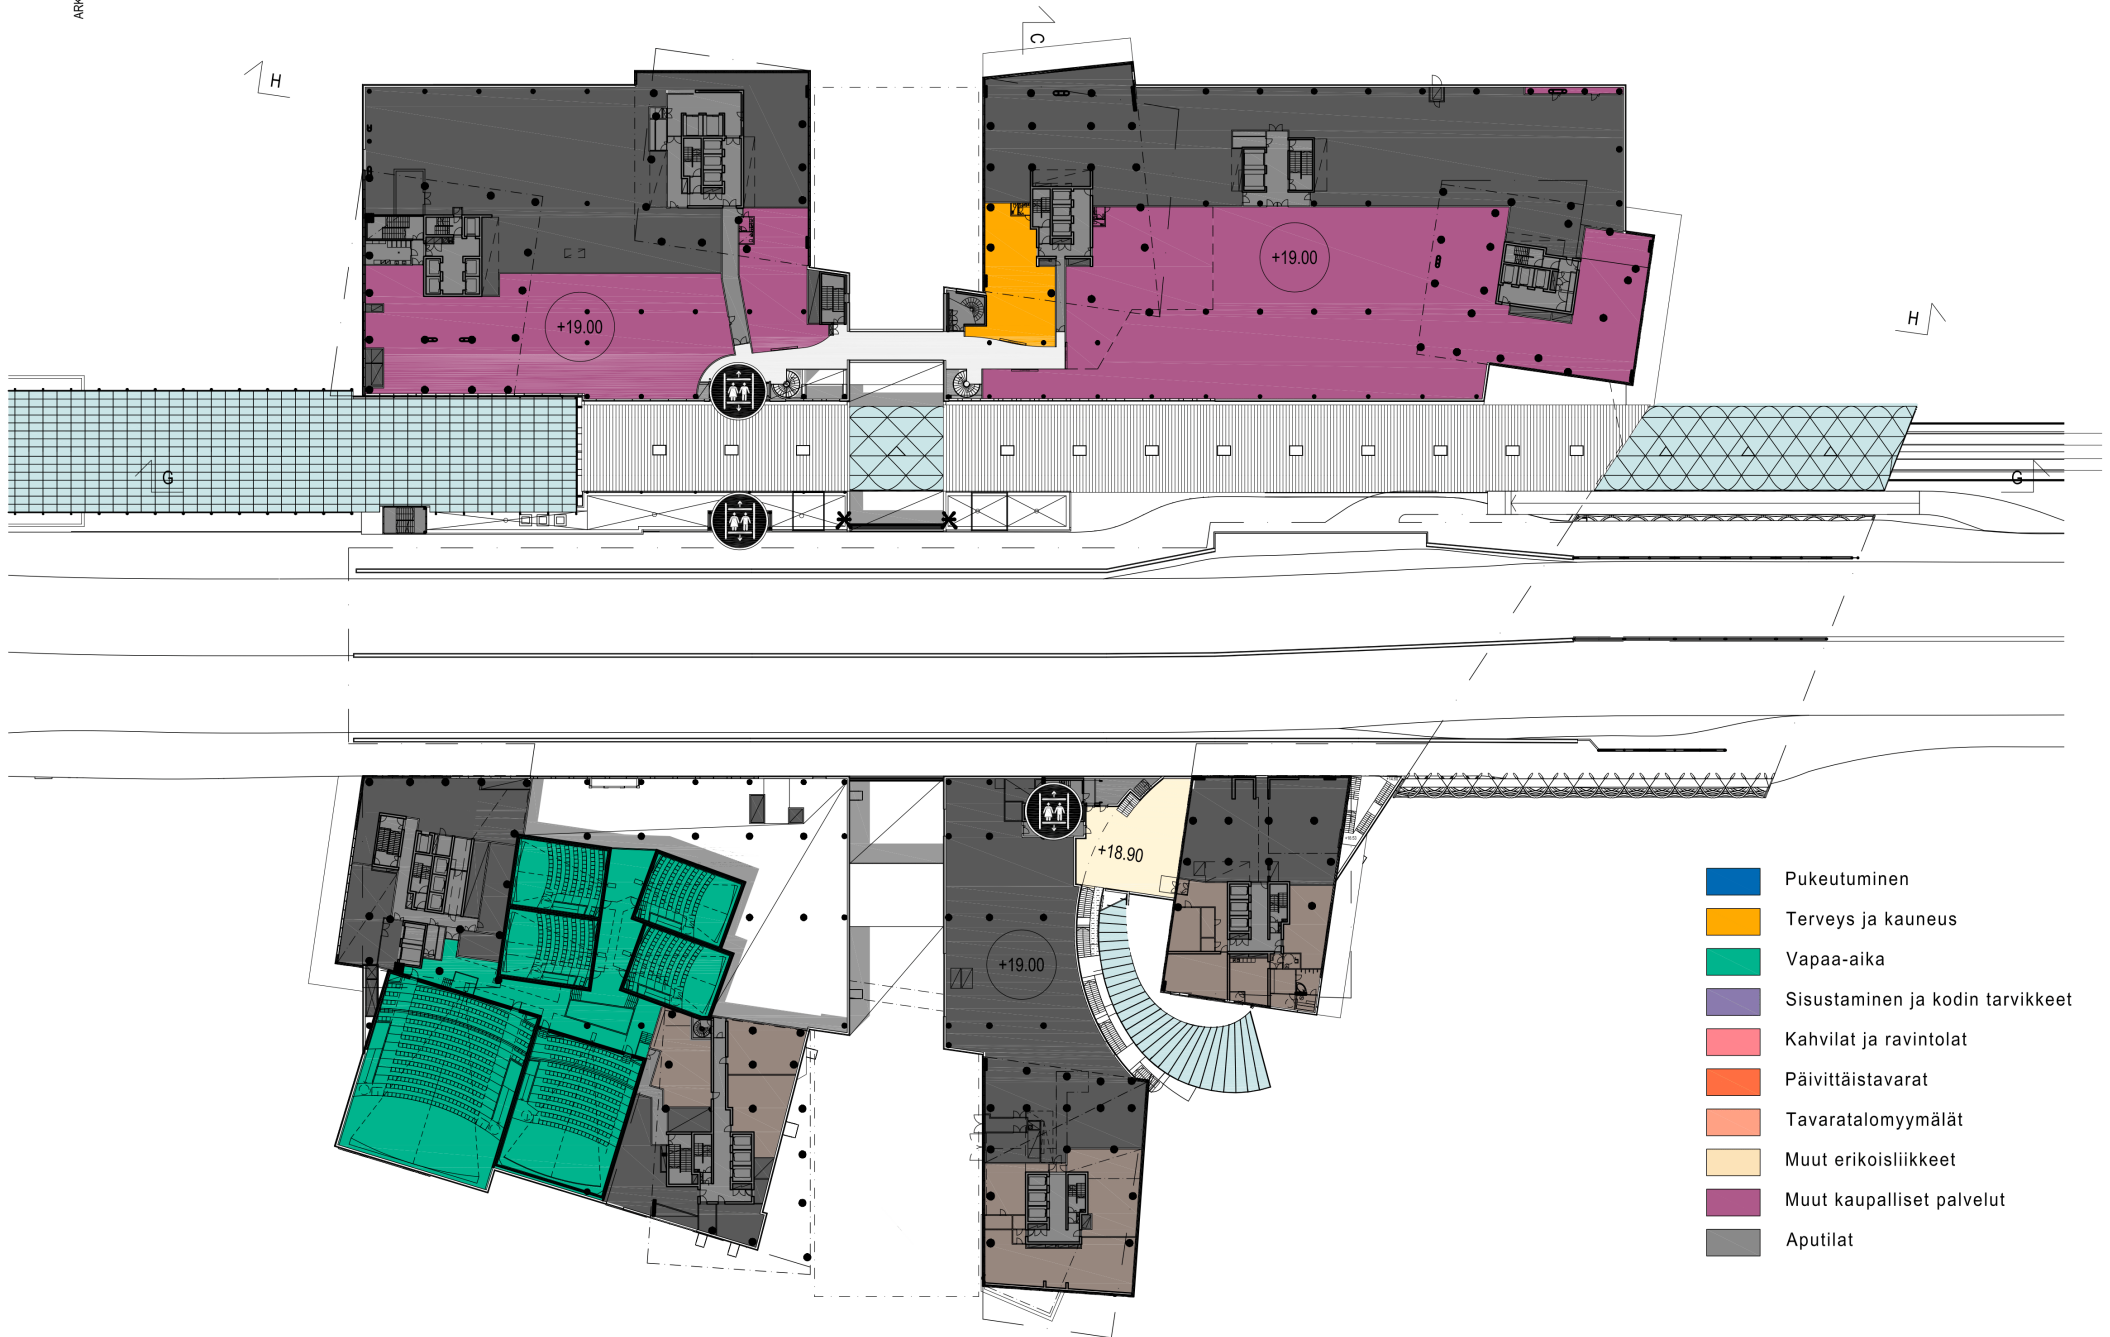 ARK
C
H
+19.00
+19.00
H
G
G
+18.90
+19.00
Pukeutuminen
Terveys ja kauneus
Vapaa-aika
Sisustaminen ja kodin tarvikkeet
Kahvilat ja ravintolat
Päivittäistavarat
Tavaratalomyymälät
Muut erikoisliikkeet
Muut kaupalliset palvelut
Aputilat